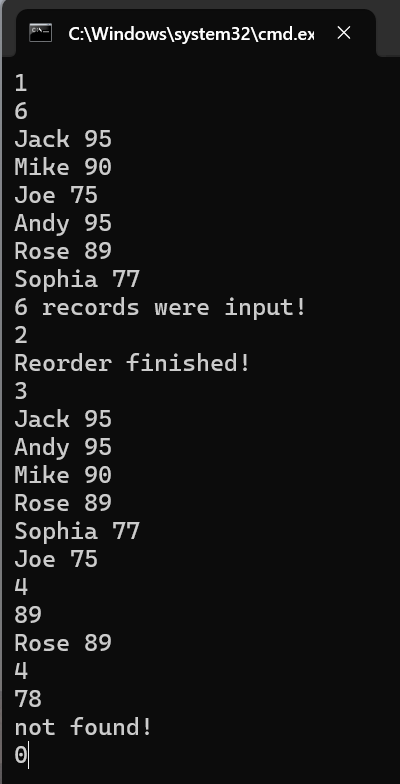 C:\Windows\system32\cmd.ex
1
6
Jack 95
Mike 90
Joe 75
Andy 95
Rose 89
Sophia 77
6 records were input!
2
Reorder finished!
3
Jack 95
Andy 95
Mike 90
Rose 89
Sophia 77
Joe 75
4
89
Rose 89
4
78
not found!
0